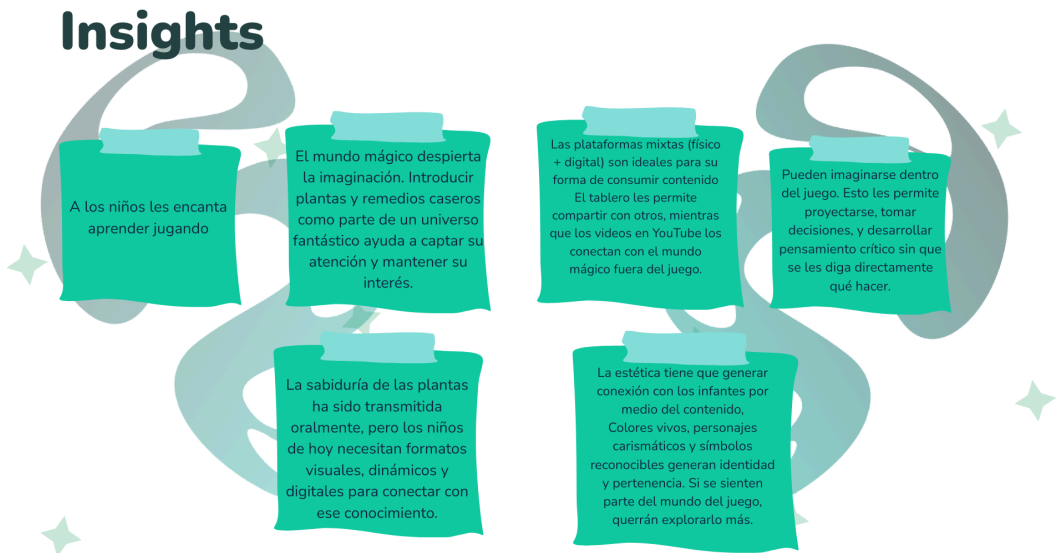 Insights
A los niños les encanta
aprender jugando
El mundo mágico despierta
la imaginación. Introducir
plantas y remedios caseros
como parte de un universo
fantástico ayuda a captar su
atención y mantener su
interés.
Las plataformas mixtas (físico
+ digital) son ideales para su
forma de consumir contenido
El tablero les permite
compartir con otros, mientras
que los videos en YouTube los
conectan con el mundo
mágico fuera del juego.
Pueden imaginarse dentro
del juego. Esto les permite
proyectarse, tomar
decisiones, y desarrollar
pensamiento crítico sin que
se les diga directamente
qué hacer.
La sabiduría de las plantas
ha sido transmitida
oralmente, pero los niños
de hoy necesitan formatos
visuales, dinámicos y
digitales para conectar con
ese conocimiento.
La estética tiene que generar
conexión con los infantes por
medio del contenido,
Colores vivos, personajes
carismáticos y símbolos
reconocibles generan identidad
y pertenencia. Si se sienten
parte del mundo del juego,
querrán explorarlo más.